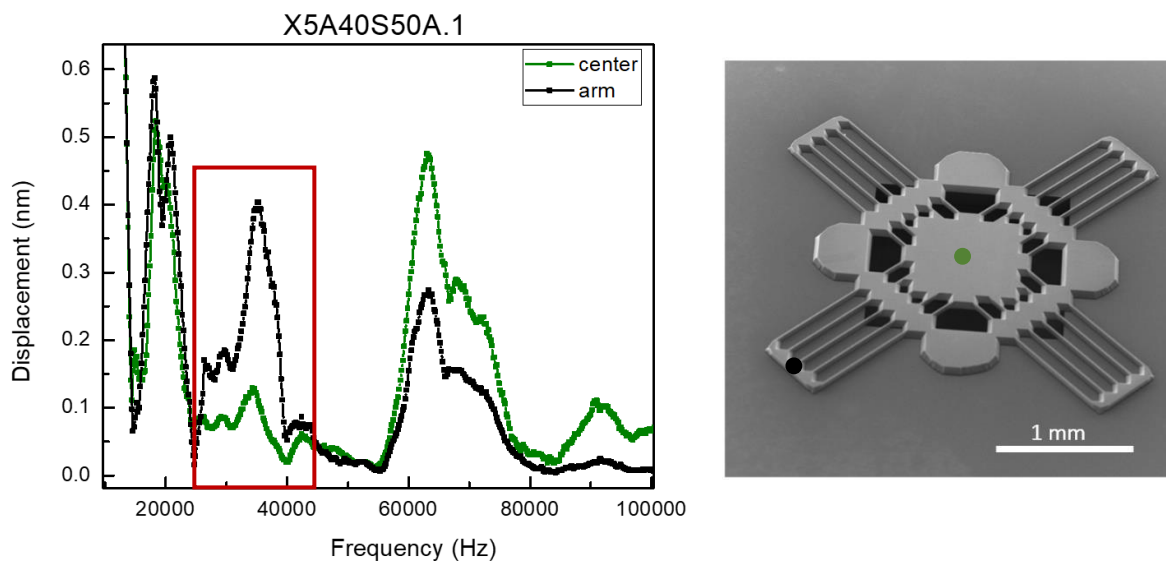 X5A40S50A.1
center
arm
Displacement (nm)
0.6
0.5
0.4
0.3
0.2
0.1
0.0
20000 40000 60000 80000 100000
Frequency (Hz)
1 mm